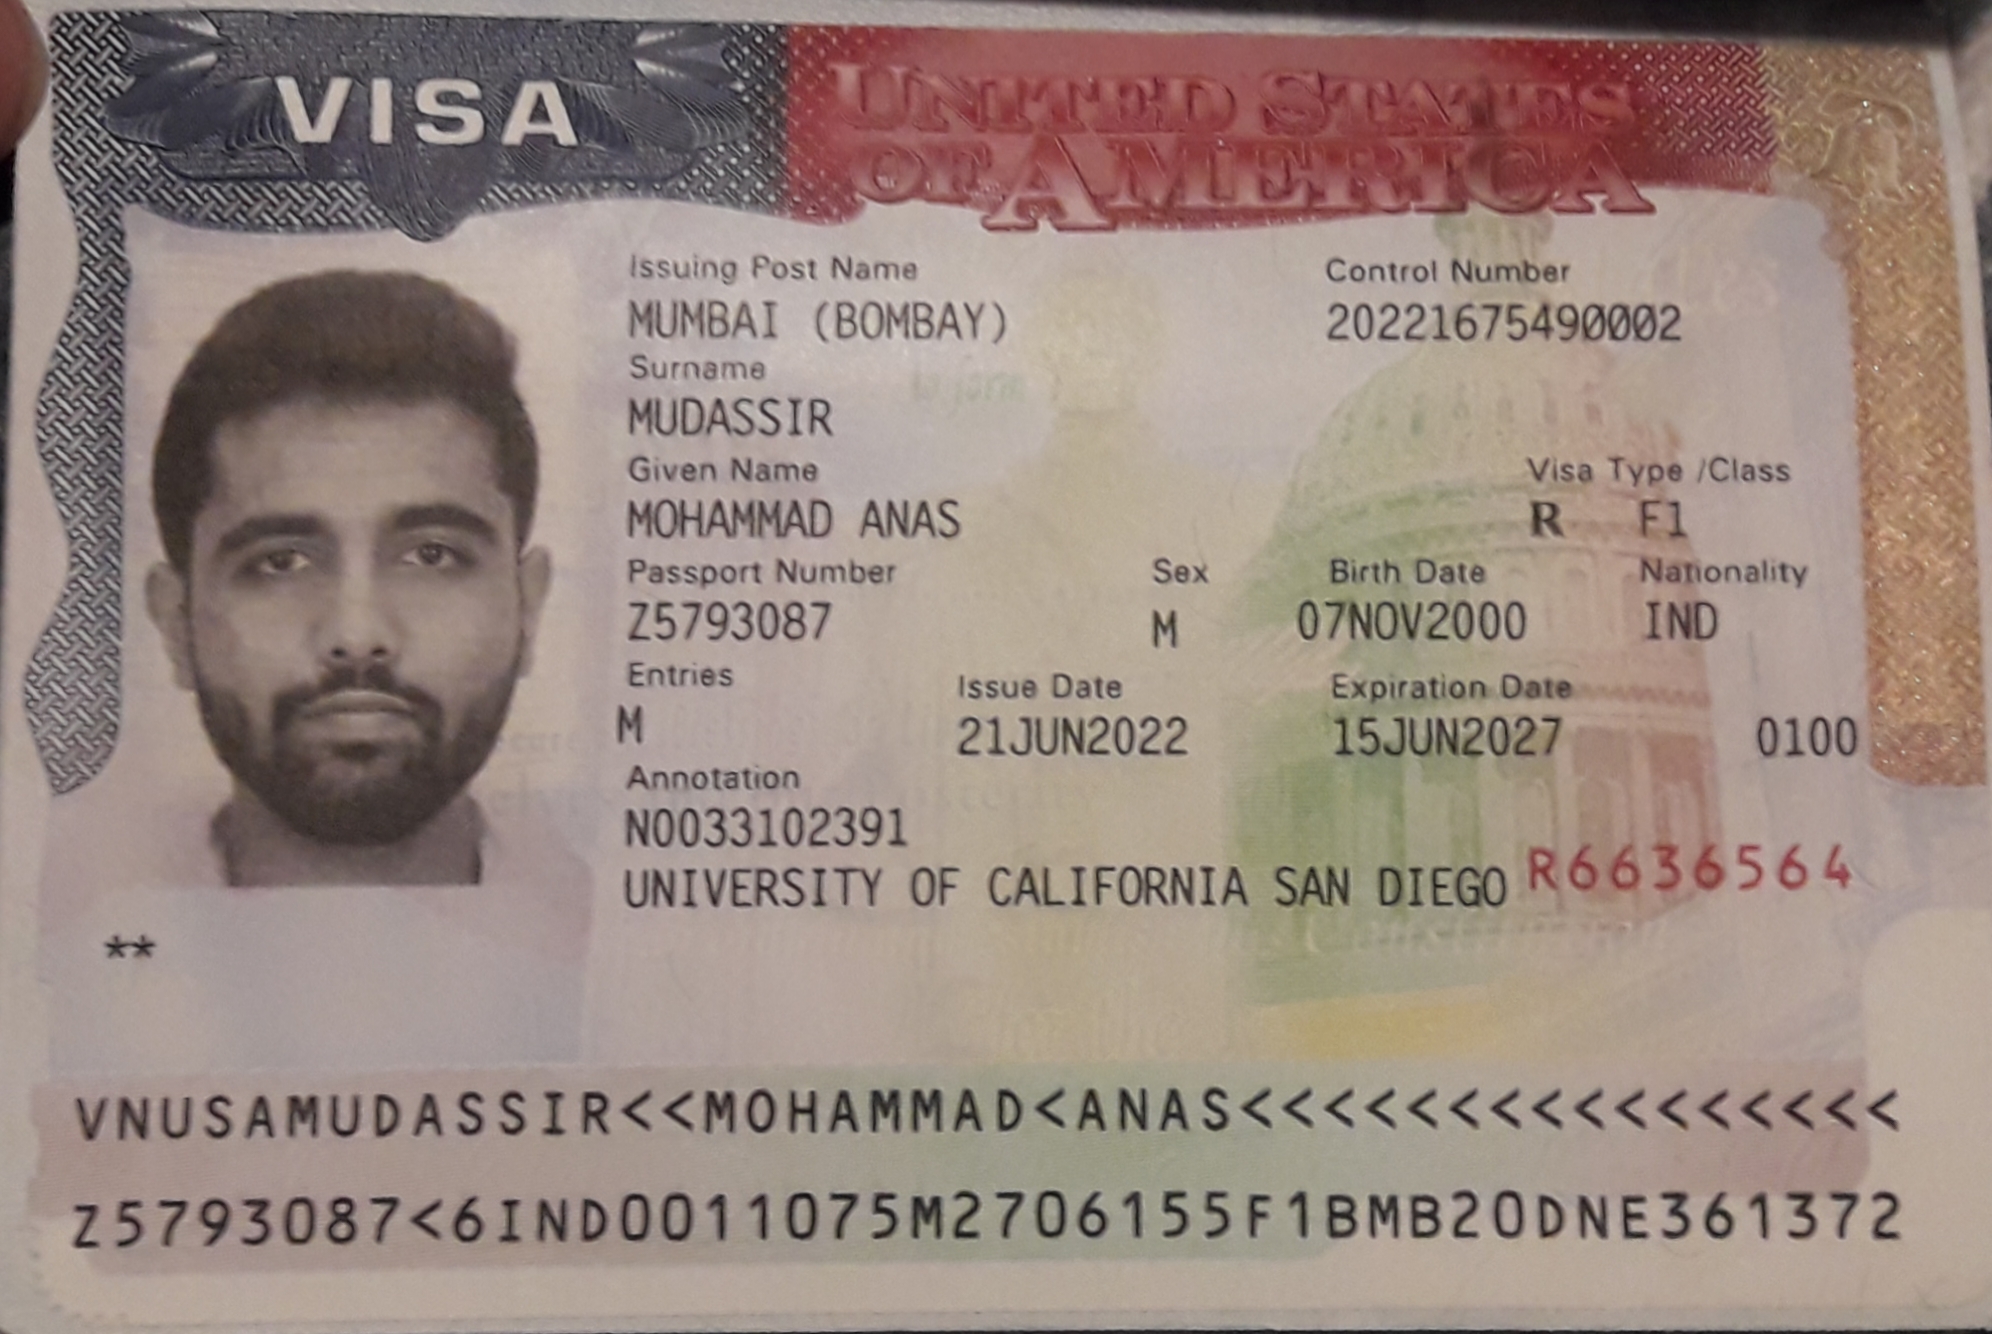 VISA
UNITED STATES
OF AMERICA
Issuing Post Name Control Number
MUMBAI (BOMBAY) 20221675490002
Surname
MUDASSIR
Given Name Visa Type /Class
MOHAMMAD ANAS R F1
Passport Number Sex Birth Date Nationality
Z5793087 M 07NOV2000 IND
Entries Issue Date Expiration Date
M 21JUN2022 15JUN2027 0100
Annotation
N0033102391
UNIVERSITY OF CALIFORNIA SAN DIEGO R6636564
**
VNUSAMUDASSIR<<MOHAMMAD<ANAS<<<<<<<<<<<<<<<<
Z5793087<6IND0011075M2706155F1BMB20DNE361372